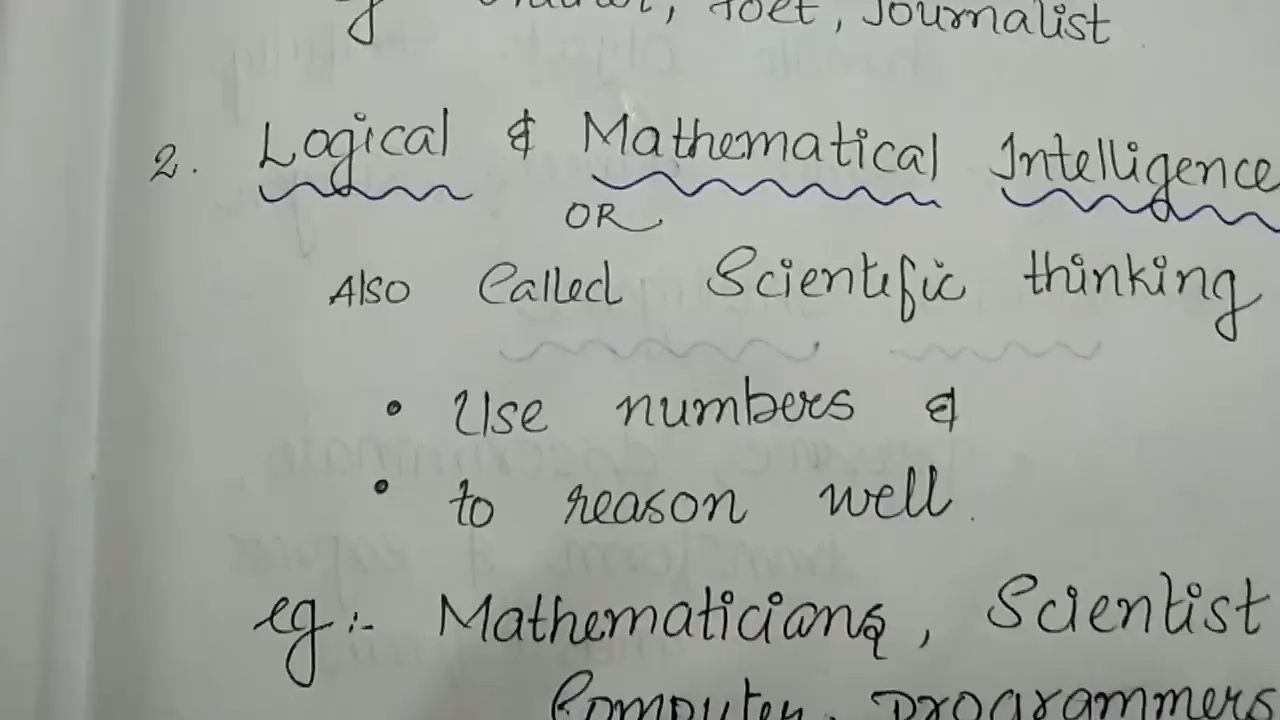 Poet, Journalist
2. Logical & Mathematical Intelligence
OR
Also Called Scientific thinking
• Use numbers &
• to reason well.
eg:- Mathematicians, Scientist
Computer, Programmers